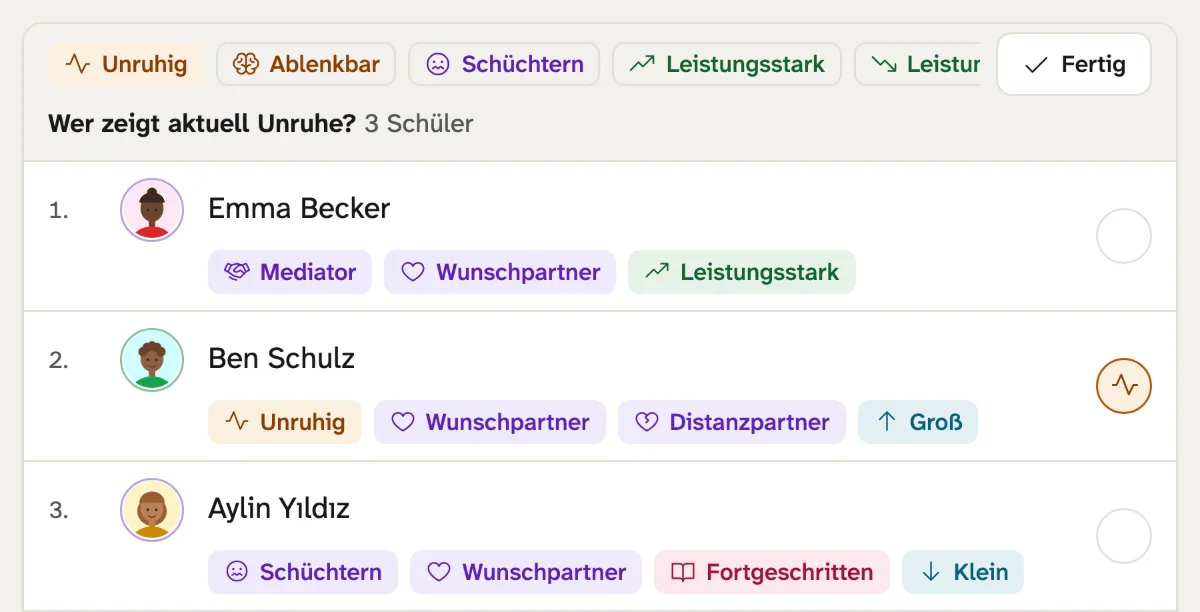 Unruhig Ablenkbar Schüchtern Leistungsstark Leistur Fertig
Wer zeigt aktuell Unruhe? 3 Schüler
1. Emma Becker
Mediator Wunschpartner Leistungsstark
2. Ben Schulz
Unruhig Wunschpartner Distanzpartner Groß
3. Aylin Yıldız
Schüchtern Wunschpartner Fortgeschritten Klein